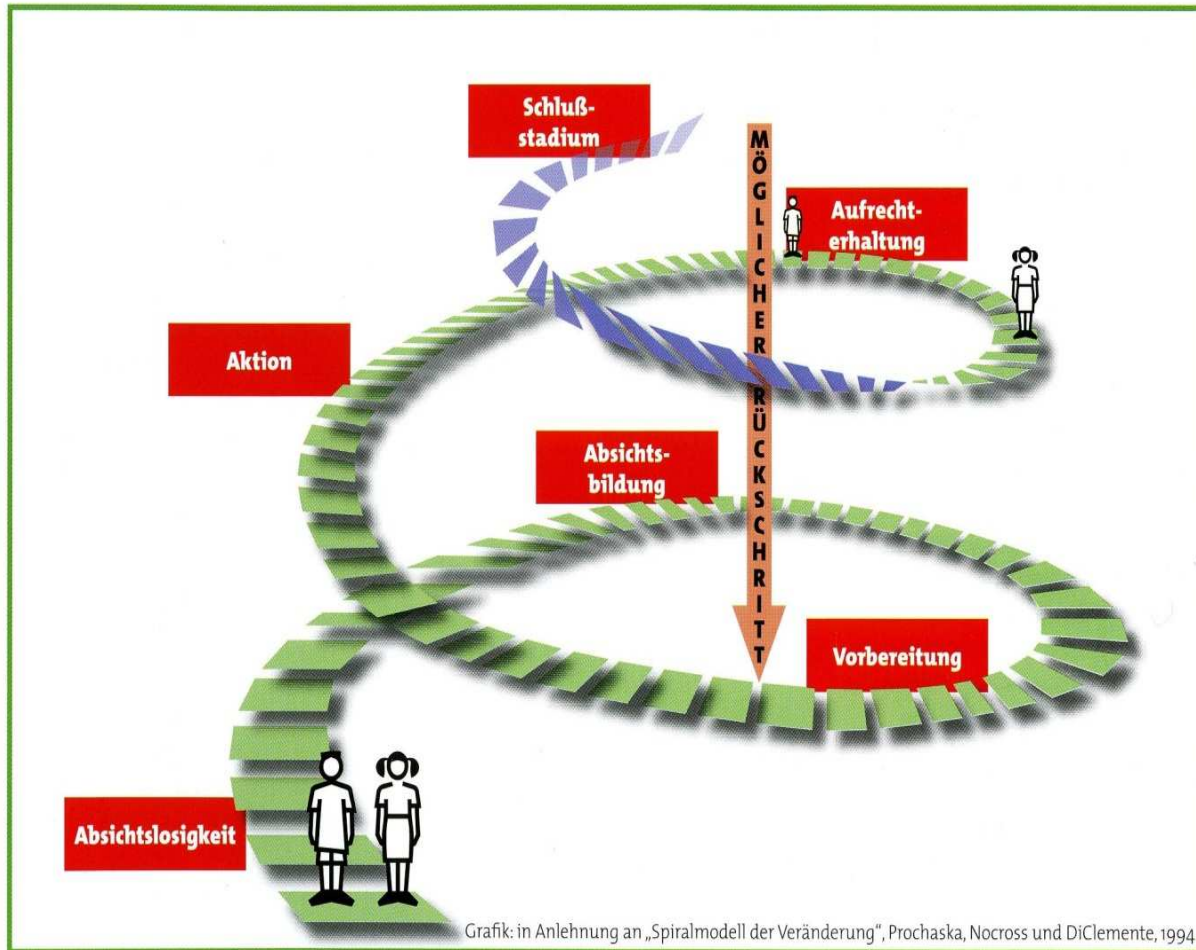 Schluß-
stadium
MÖGLICHER RÜCKSCHRITT
Aufrecht-
erhaltung
Aktion
Absichts-
bildung
Vorbereitung
Absichtslosigkeit
Grafik: in Anlehnung an „Spiralmodell der Veränderung“, Prochaska, Nocross und DiClemente, 1994